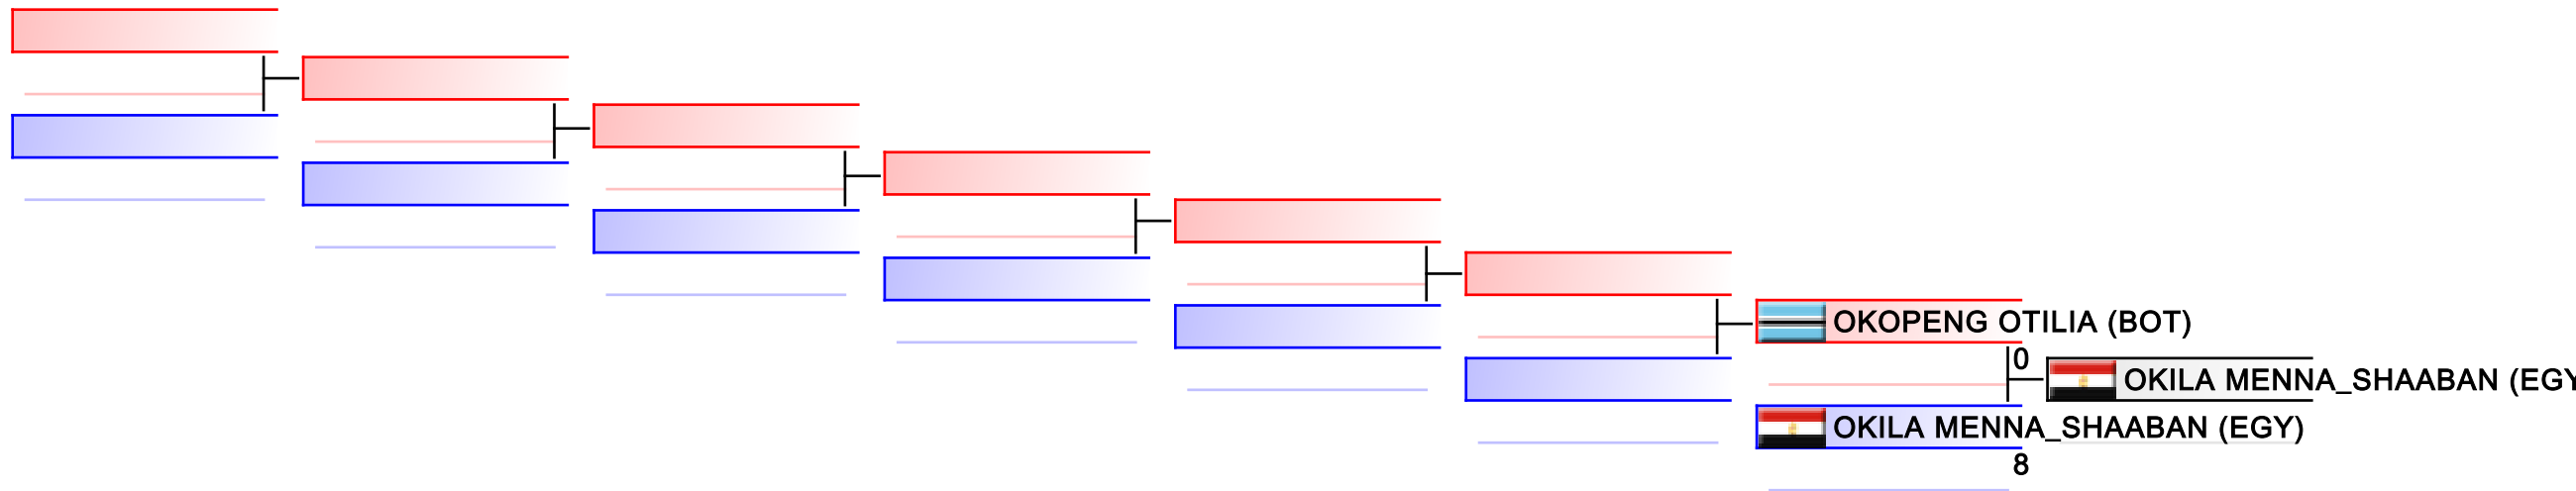 OKOPENG OTILIA (BOT)
0
OKILA MENNA_SHAABAN (EGY
OKILA MENNA_SHAABAN (EGY)
8